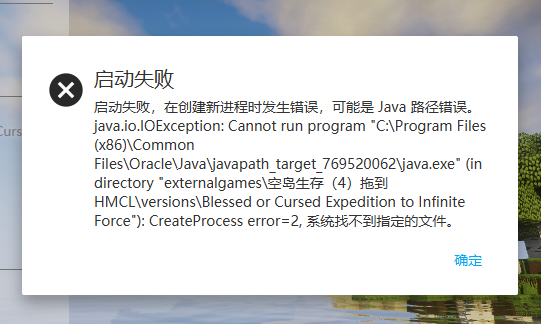 启动失败
启动失败，在创建新进程时发生错误，可能是 Java 路径错误。
java.io.IOException: Cannot run program "C:\Program Files
(x86)\Common
Files\Oracle\Java\javapath_target_769520062\java.exe" (in
directory "externalgames\空岛生存（4）拖到
HMCL\versions\Blessed or Cursed Expedition to Infinite
Force"): CreateProcess error=2, 系统找不到指定的文件。
Curs
确定